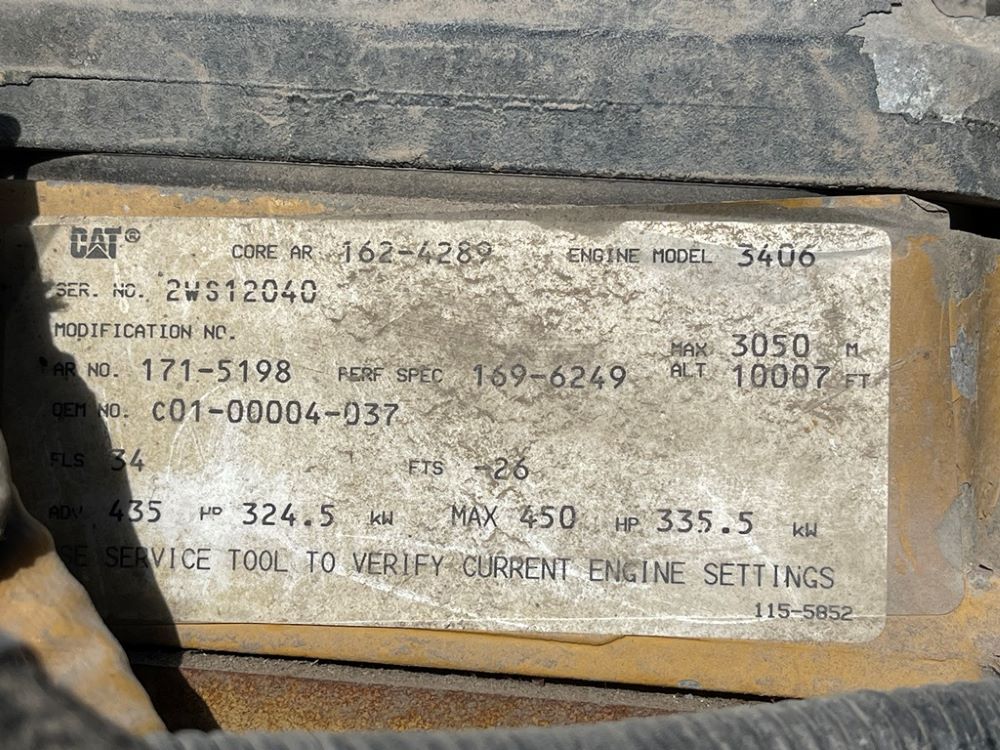 CAT® CORE AR 162-4289 ENGINE MODEL 3406
SER. NO. 2WS12040
MODIFICATION NO.
AR NO. 171-5198 PERF SPEC 169-6249 MAX ALT 3050 M 10007 FT
OEM NO. C01-00004-037
FLS 34 FTS -26
ADV 435 HP 324.5 kW MAX 450 HP 335.5 kW
SERVICE TOOL TO VERIFY CURRENT ENGINE SETTINGS
115-5852